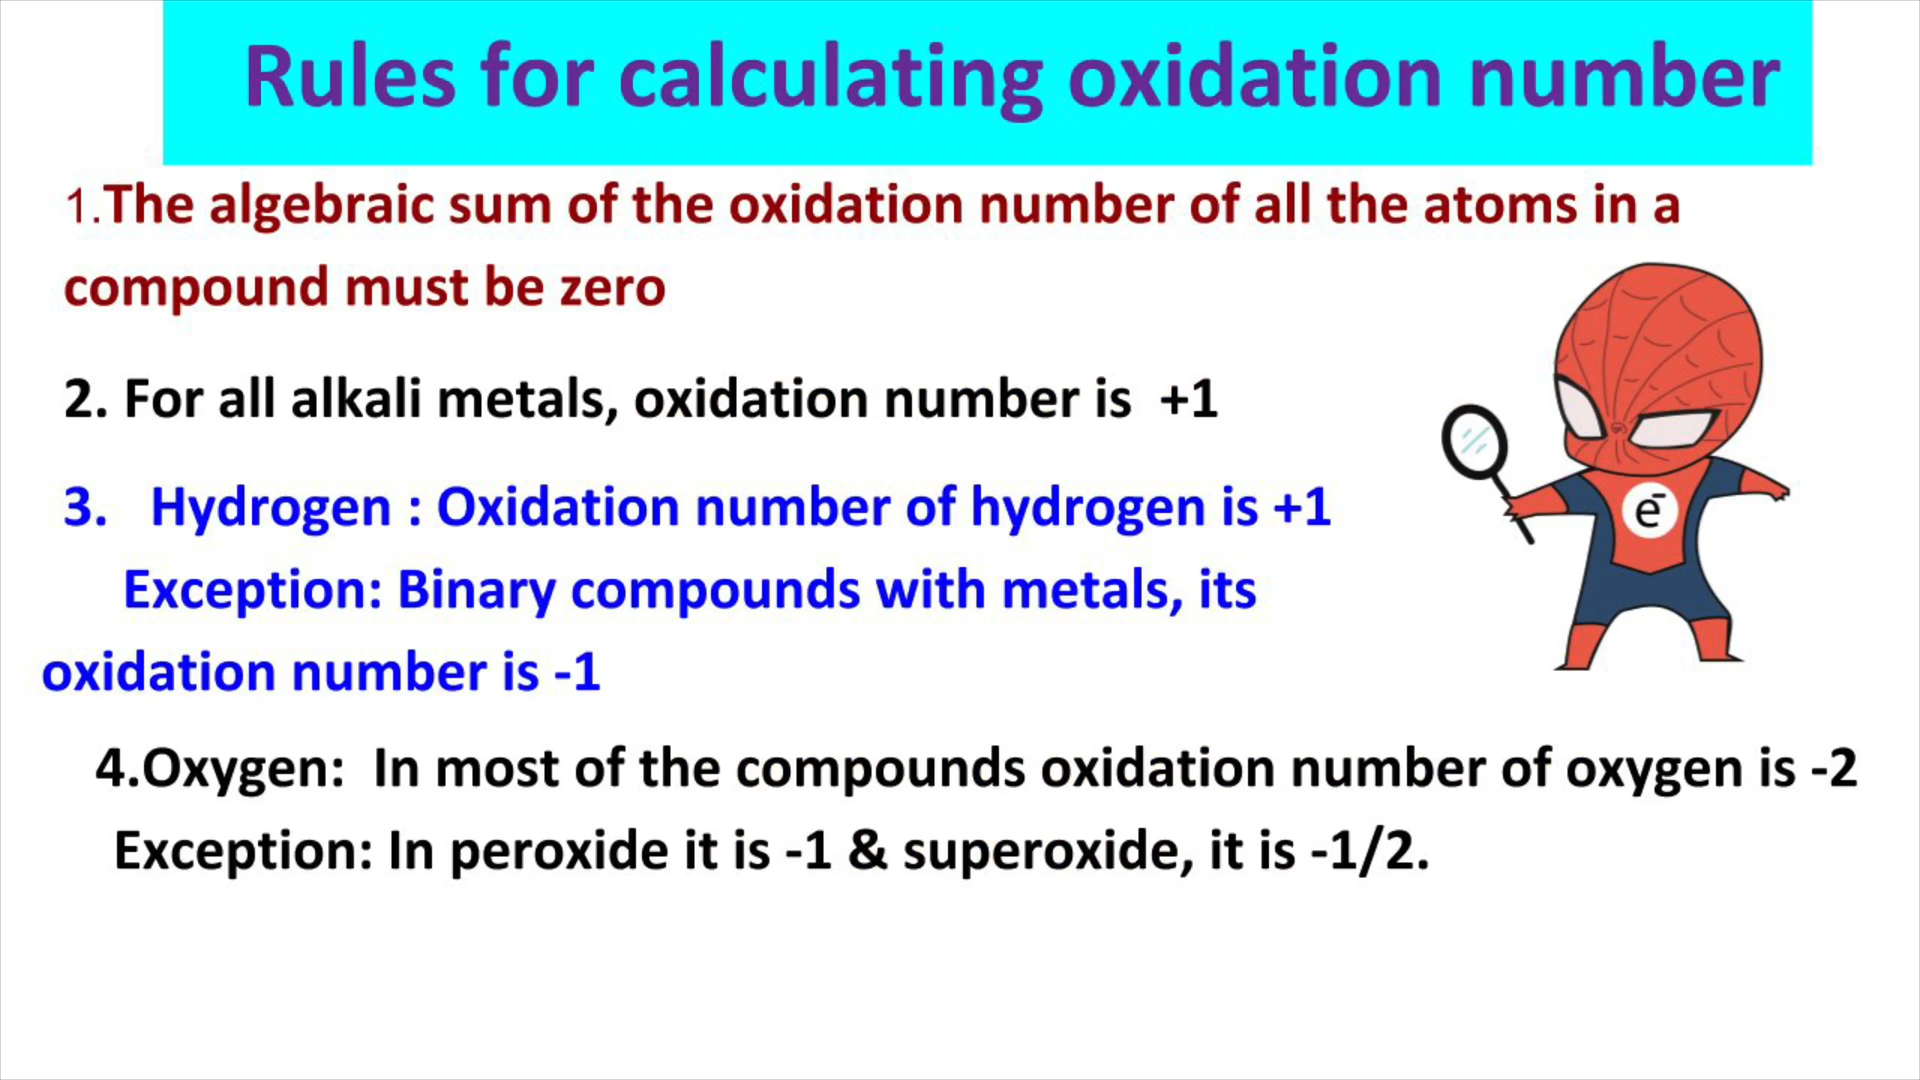 Rules for calculating oxidation number
1.The algebraic sum of the oxidation number of all the atoms in a
compound must be zero
2. For all alkali metals, oxidation number is +1
3. Hydrogen : Oxidation number of hydrogen is +1
Exception: Binary compounds with metals, its
oxidation number is -1
e̅
4.Oxygen: In most of the compounds oxidation number of oxygen is -2
Exception: In peroxide it is -1 & superoxide, it is -1/2.